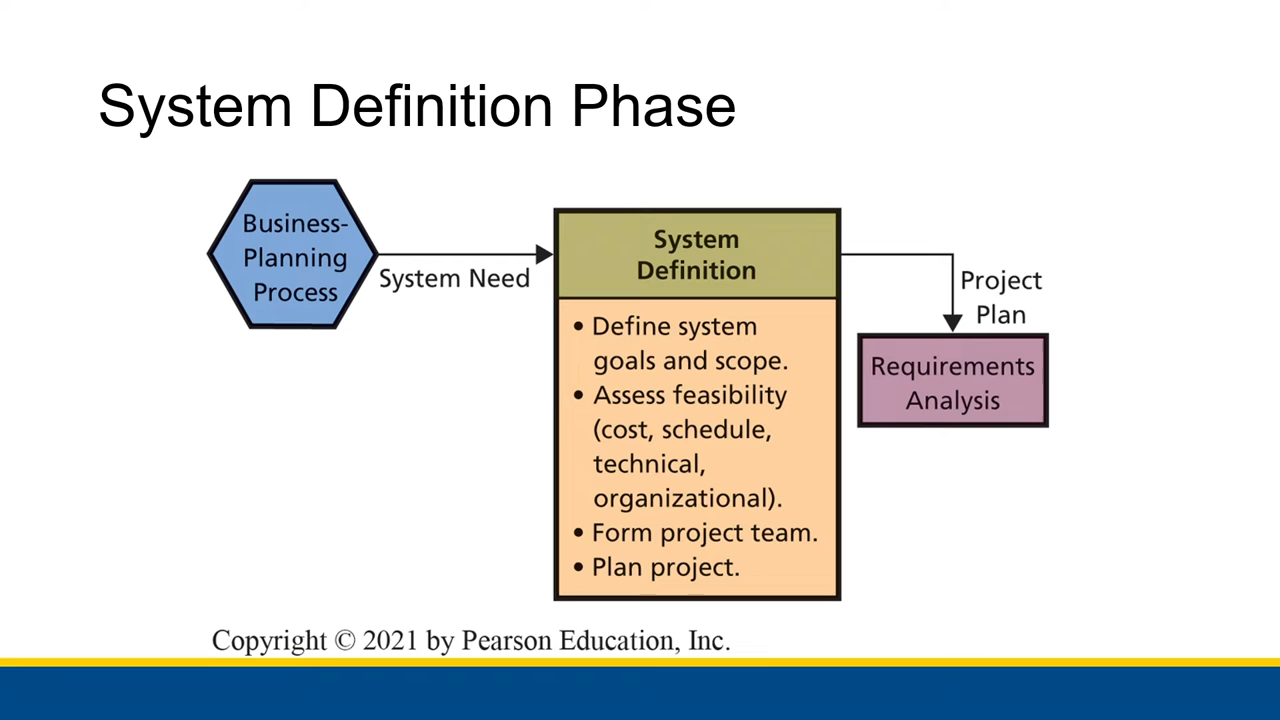 System Definition Phase
Business-
Planning
Process
System Need
System
Definition
• Define system
goals and scope.
• Assess feasibility
(cost, schedule,
technical,
organizational).
• Form project team.
• Plan project.
Project
Plan
Requirements
Analysis
Copyright © 2021 by Pearson Education, Inc.